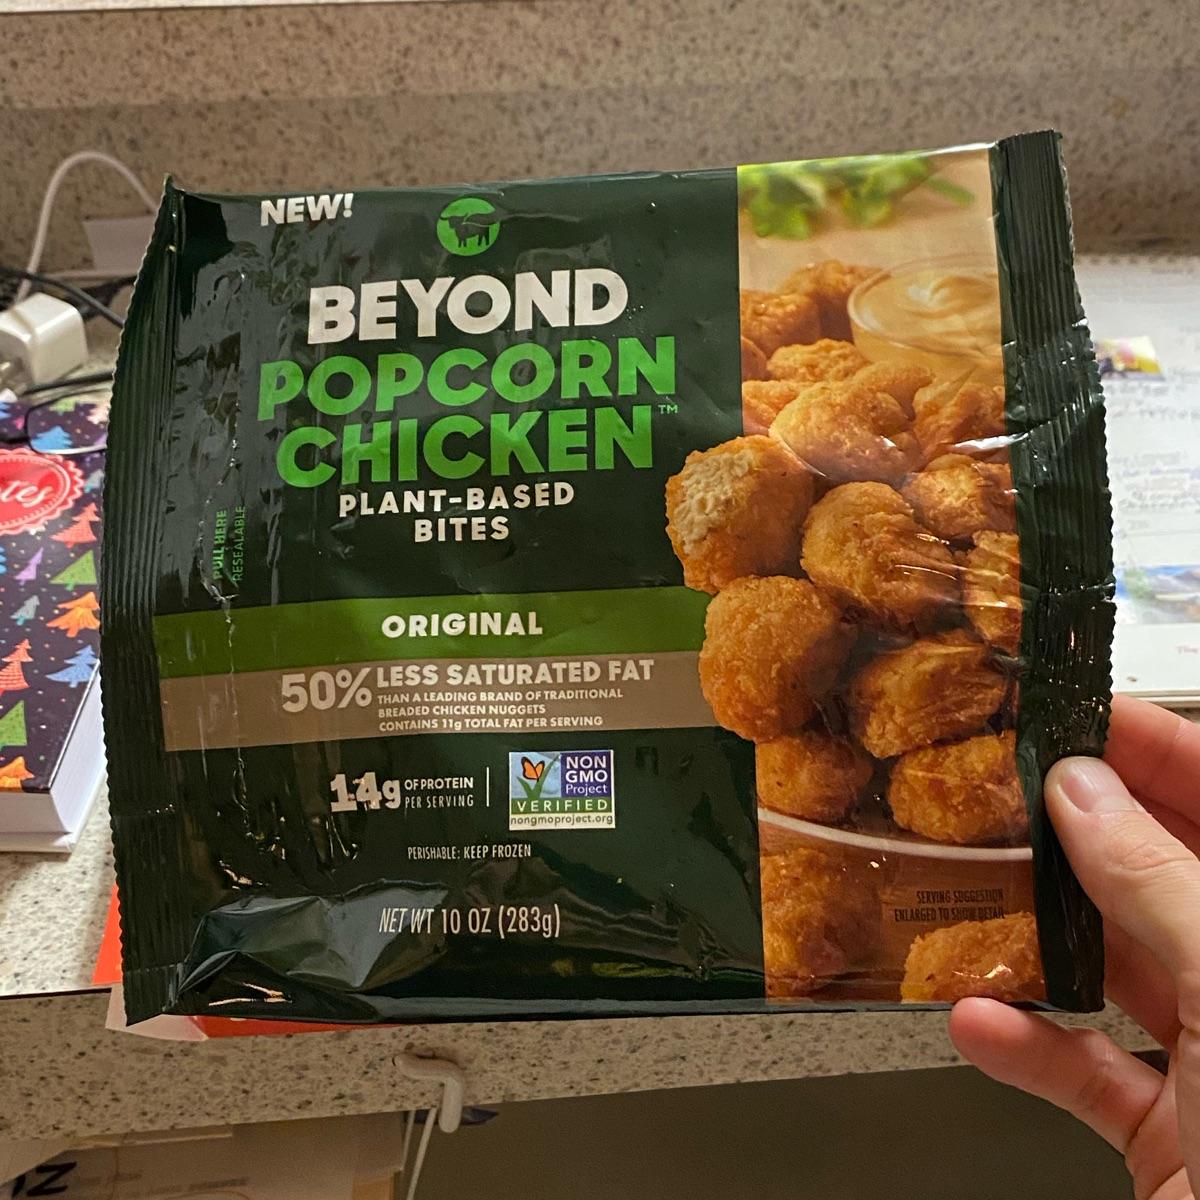 NEW!
BEYOND
POPCORN
CHICKEN™
PLANT-BASED
BITES
PULL HERE
RESEALABLE
ORIGINAL
50% LESS SATURATED FAT
THAN A LEADING BRAND OF TRADITIONAL
BREADED CHICKEN NUGGETS
CONTAINS 11g TOTAL FAT PER SERVING
14g OF PROTEIN
PER SERVING
NON
GMO
Project
VERIFIED
nongmoproject.org
PERISHABLE: KEEP FROZEN
NET WT 10 OZ (283g)
SERVING SUGGESTION
ENLARGED TO SHOW DETAIL